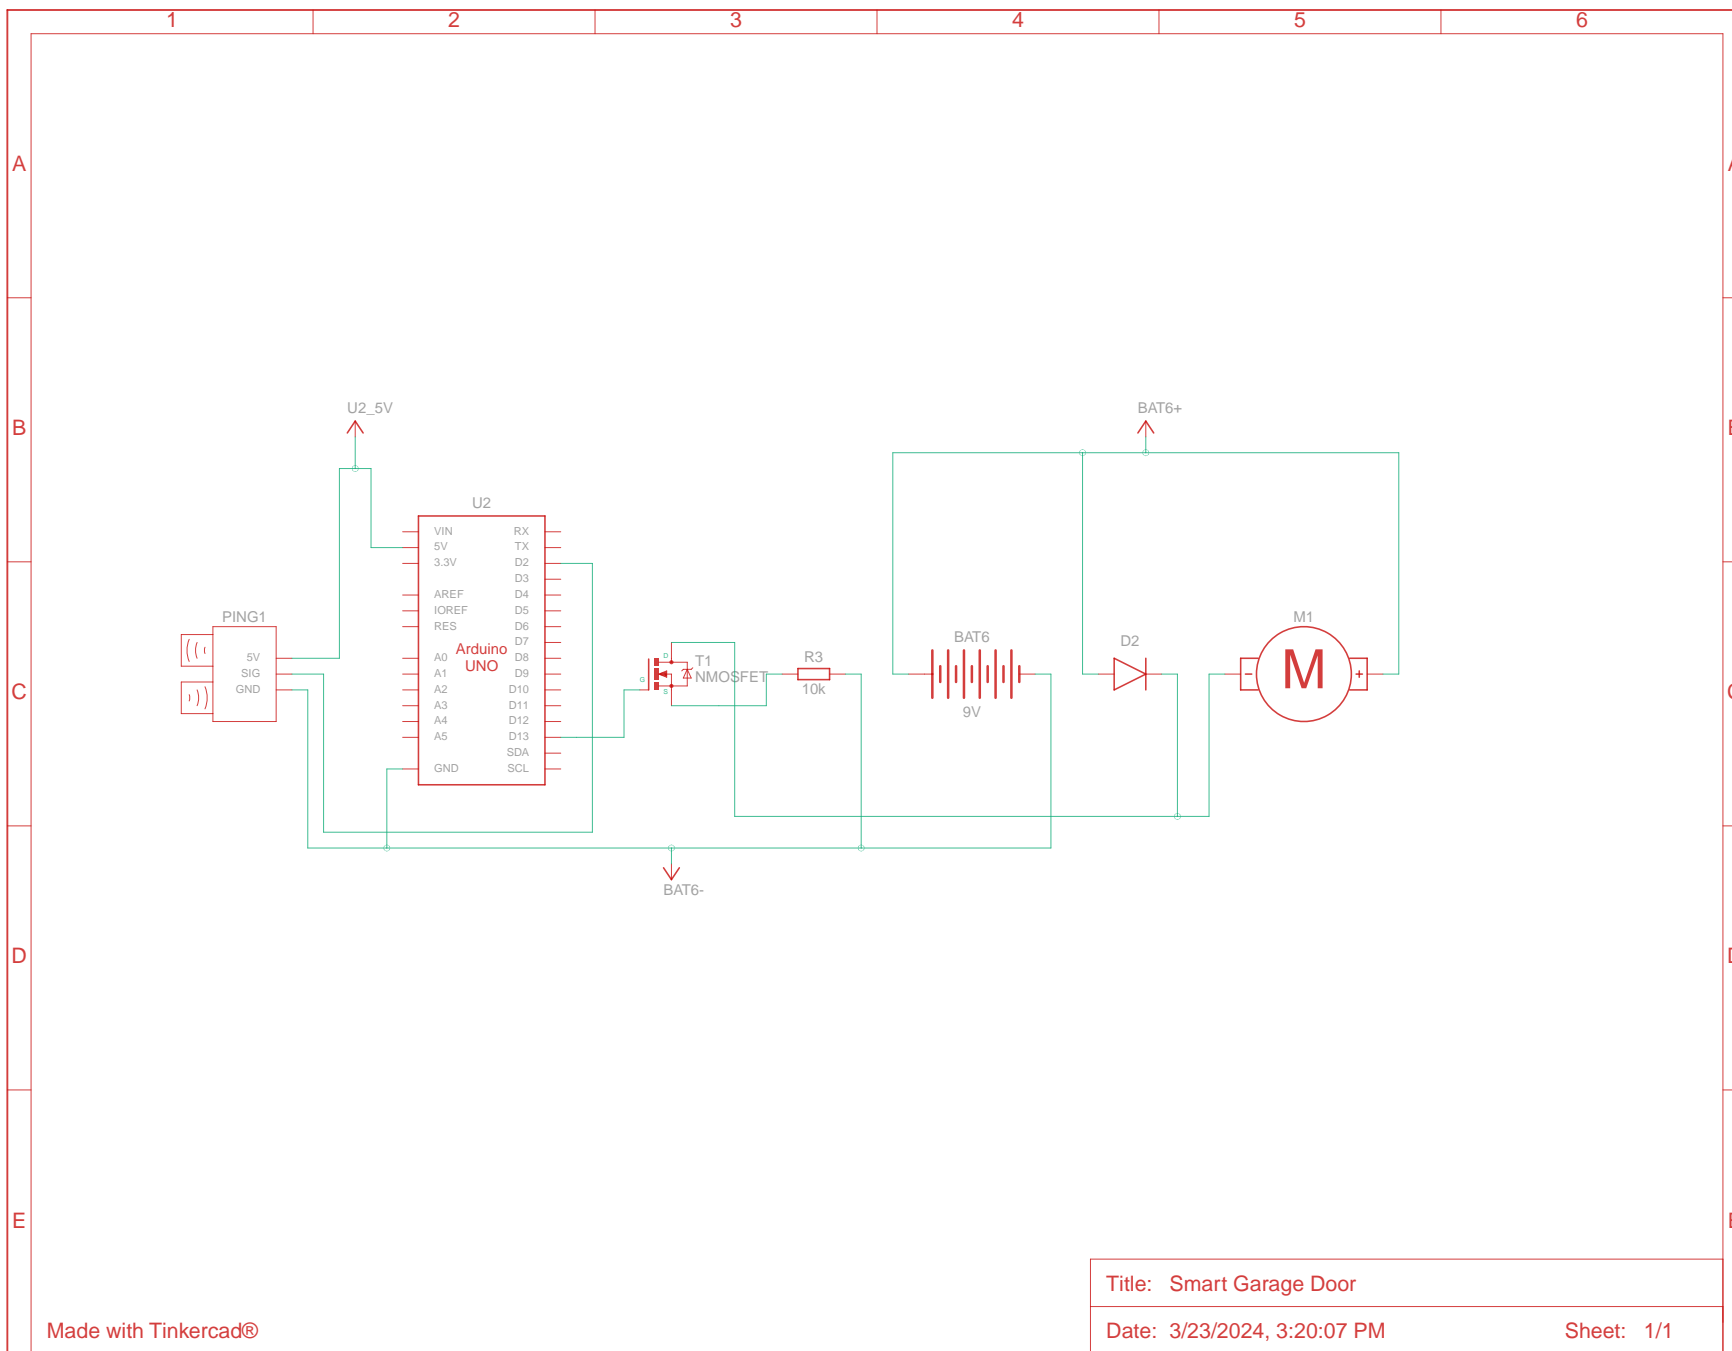 1 2 3 4 5 6
A A
B B
C C
D D
E E
U2_5V
BAT6+
U2
VIN RX
5V TX
3.3V D2
D3
AREF D4
IOREF D5
RES D6
D7
A0 D8
A1 D9
A2 D10
A3 D11
A4 D12
A5 D13
SDA
GND SCL
Arduino
UNO
PING1
5V
SIG
GND
D
G
S
T1
NMOSFET
R3
10k
BAT6
9V
D2
M1
- M +
BAT6-
Title: Smart Garage Door
Date: 3/23/2024, 3:20:07 PM Sheet: 1/1
Made with Tinkercad®